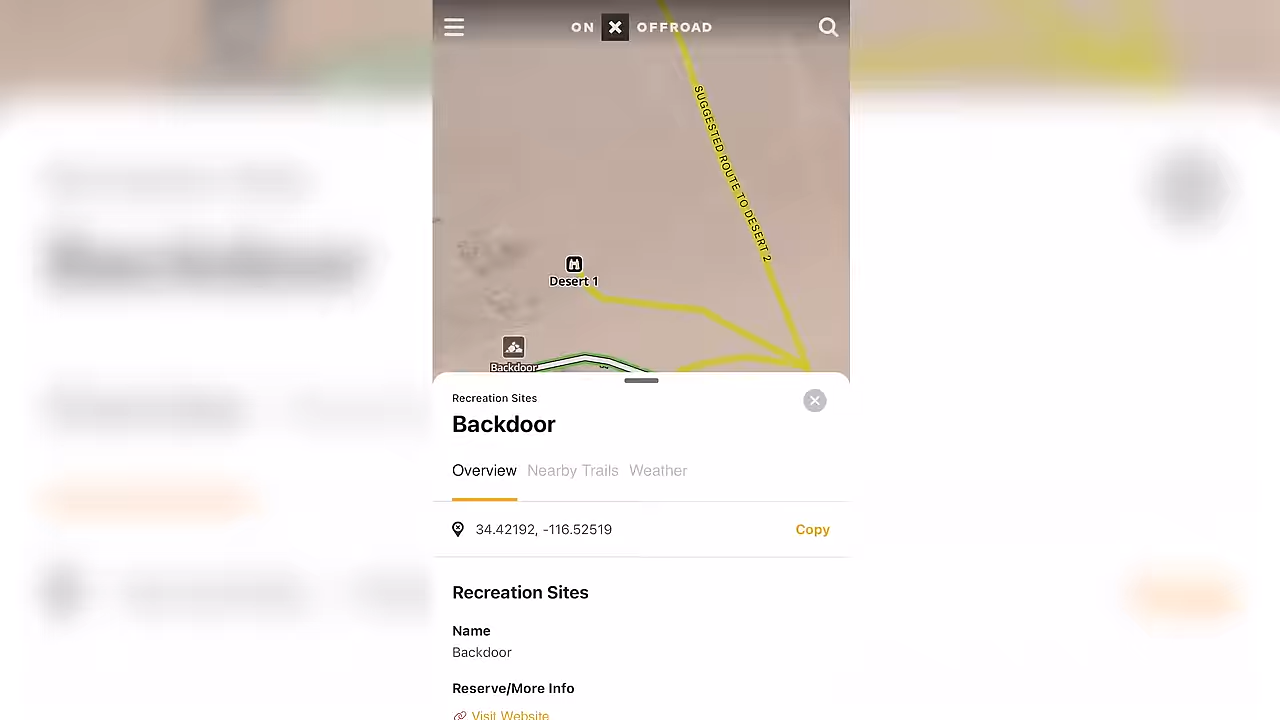 ON X OFFROAD
SUGGESTED ROUTE TO DESERT 2
Desert 1
Backdoor
Recreation Sites
Backdoor
Overview Nearby Trails Weather
34.42192, -116.52519 Copy
Recreation Sites
Name
Backdoor
Reserve/More Info
Visit Website